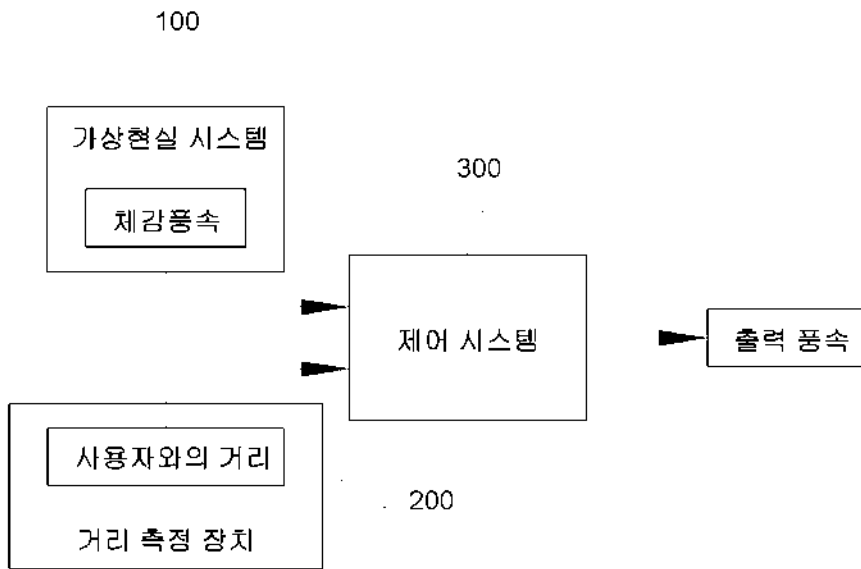 100
가상현실 시스템
체감풍속
300
제어 시스템
출력 풍속
사용자와의 거리
200
거리 측정 장치